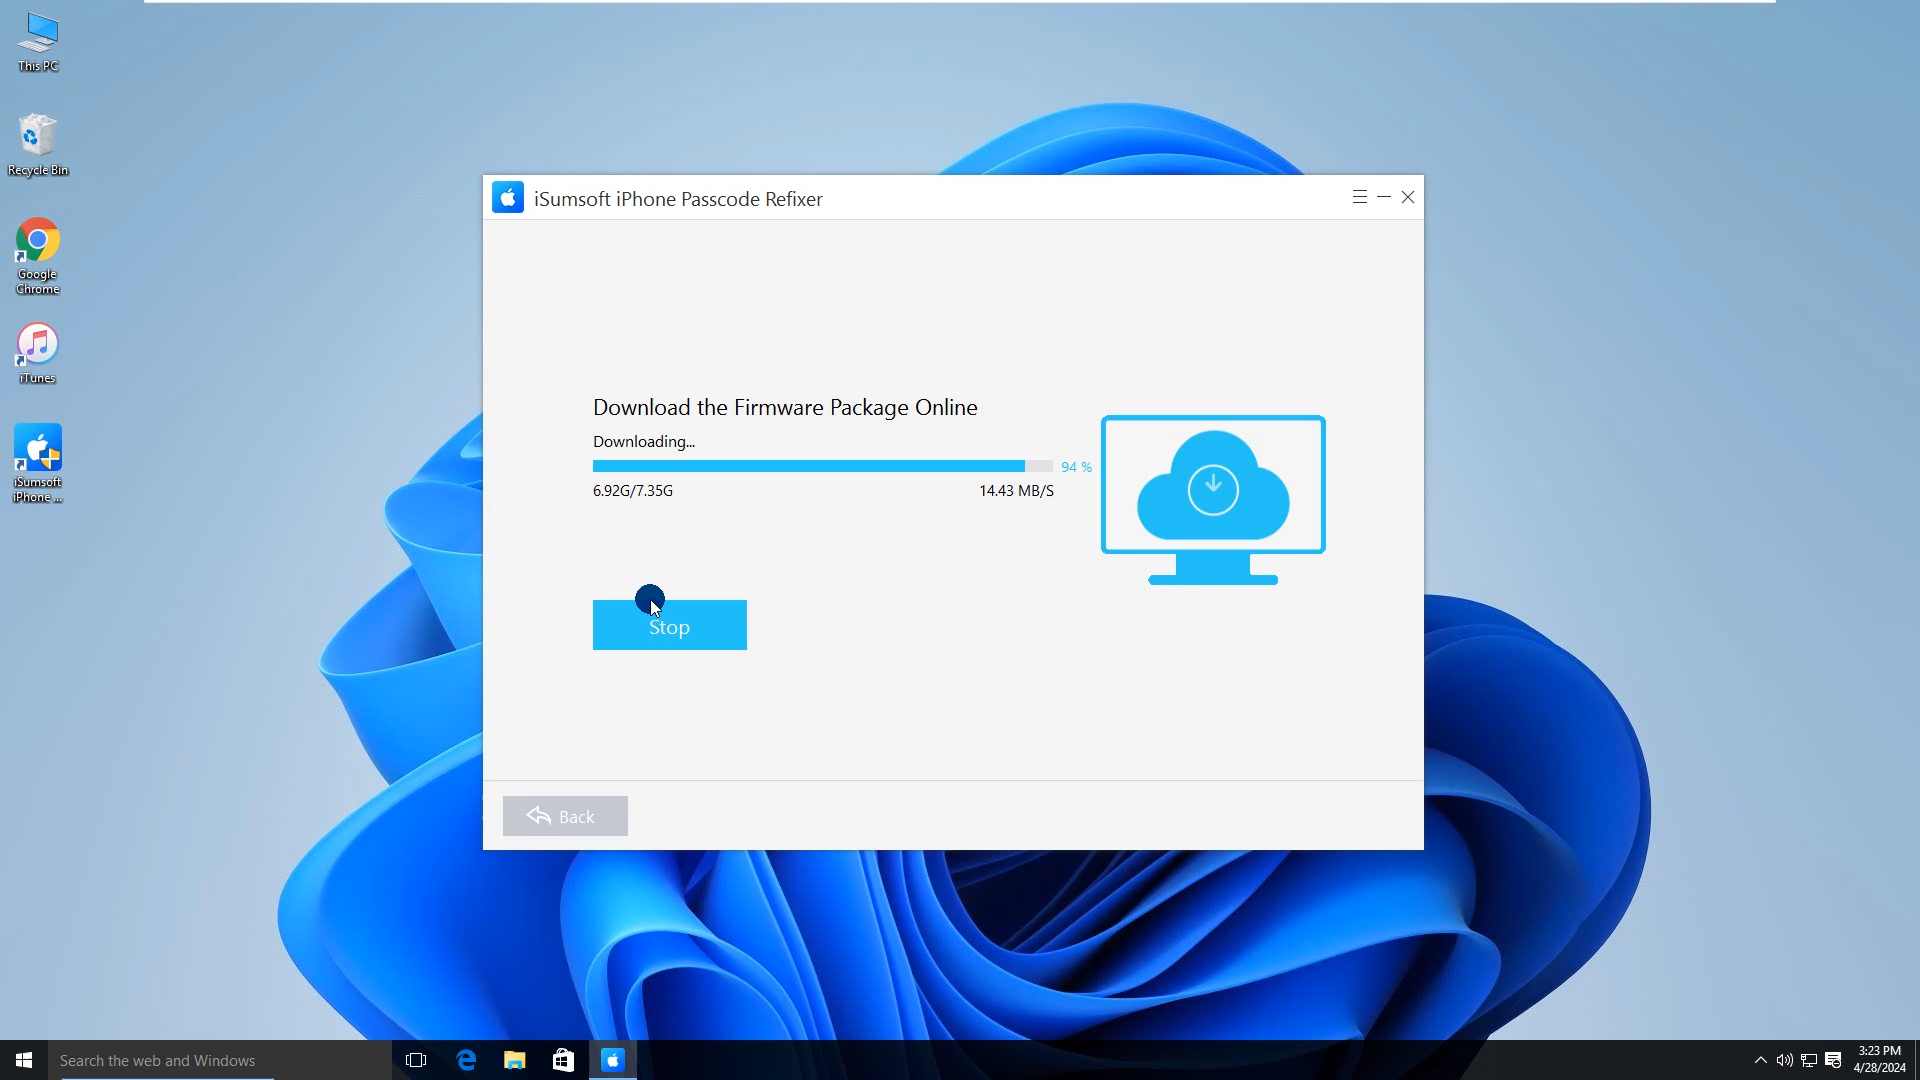 This PC
Recycle Bin
Google
Chrome
iTunes
iSumsoft
iPhone ...
iSumsoft iPhone Passcode Refixer
Download the Firmware Package Online
Downloading...
94 %
6.92G/7.35G
14.43 MB/S
Stop
Back
Search the web and Windows
3:23 PM
4/28/2024